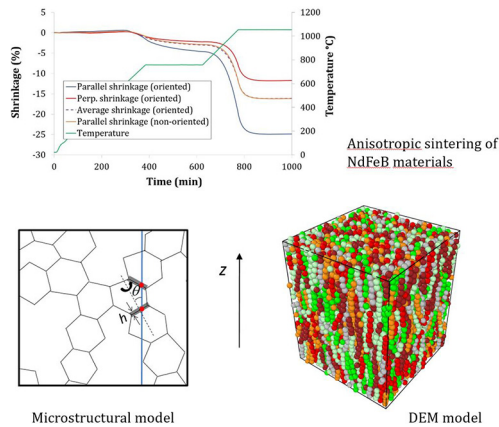 5
0
-5
-10
-15
-20
-25
-30
Shrinkage (%)
Parallel shrinkage (oriented)
Perp. shrinkage (oriented)
Average shrinkage (oriented)
Parallel shrinkage (non-oriented)
Temperature
0 200 400 600 800 1000
Time (min)
1200
1000
800
600
400
200
0
Temperature °C)
Anisotropic sintering of
NdFeB materials
θ
h
z
Microstructural model
DEM model